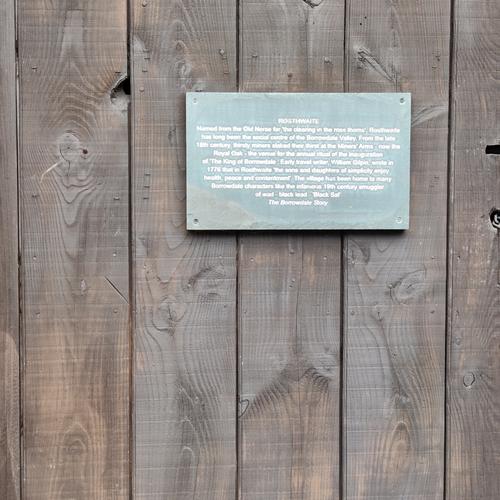 ROSTHWAITE
Named from the Old Norse for 'the clearing in the rose thorns', Rosthwaite
has long been the social centre of the Borrowdale Valley. From the late
18th century, thirsty miners slaked their thirst at the Miners' Arms - now the
Royal Oak - the venue for the annual ritual of the inauguration
of 'The King of Borrowdale'. Early travel writer, William Gilpin, wrote in
1776 that in Rosthwaite 'the sons and daughters of simplicity enjoy
health, peace and contentment'. The village has been home to many
Borrowdale characters like the infamous 19th century smuggler
of wad - black lead - 'Black Sal'
The Borrowdale Story